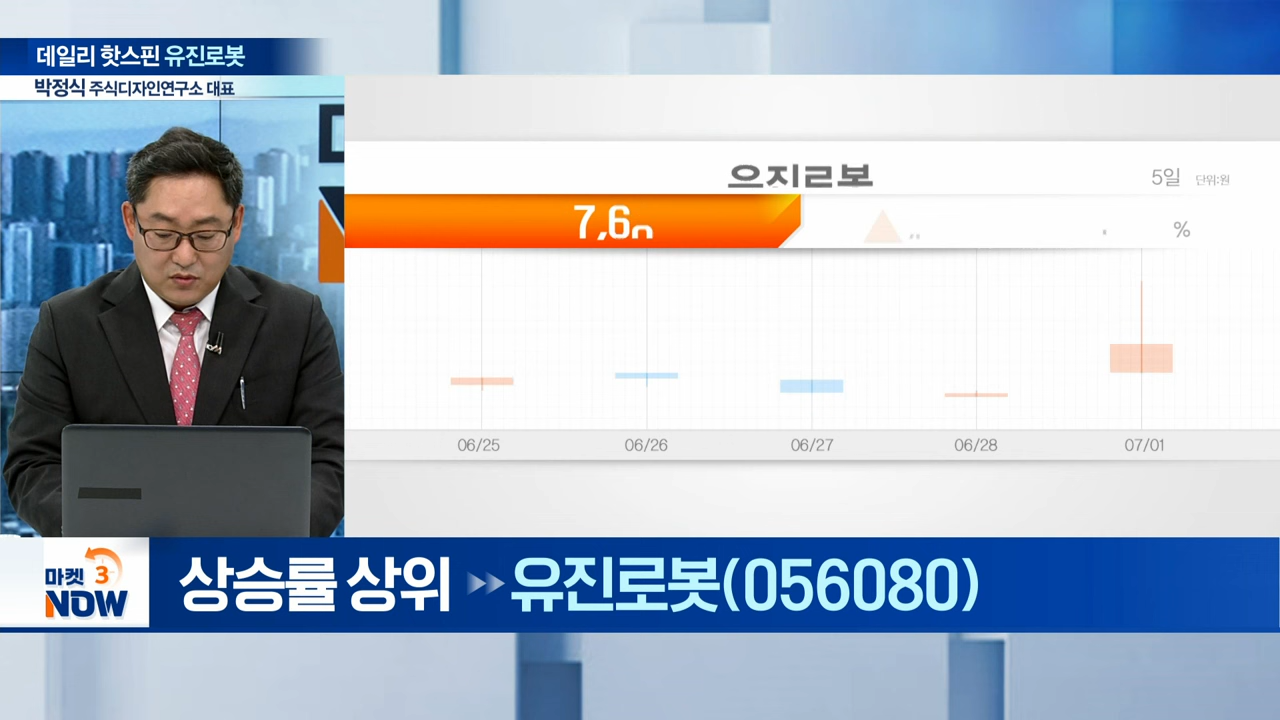 데일리 핫스핀 유진로봇
박정식 주식디자인연구소 대표
5일 단위:원
%
06/25 06/26 06/27 06/28 07/01
마켓 3
NOW
상승률 상위 유진로봇(056080)